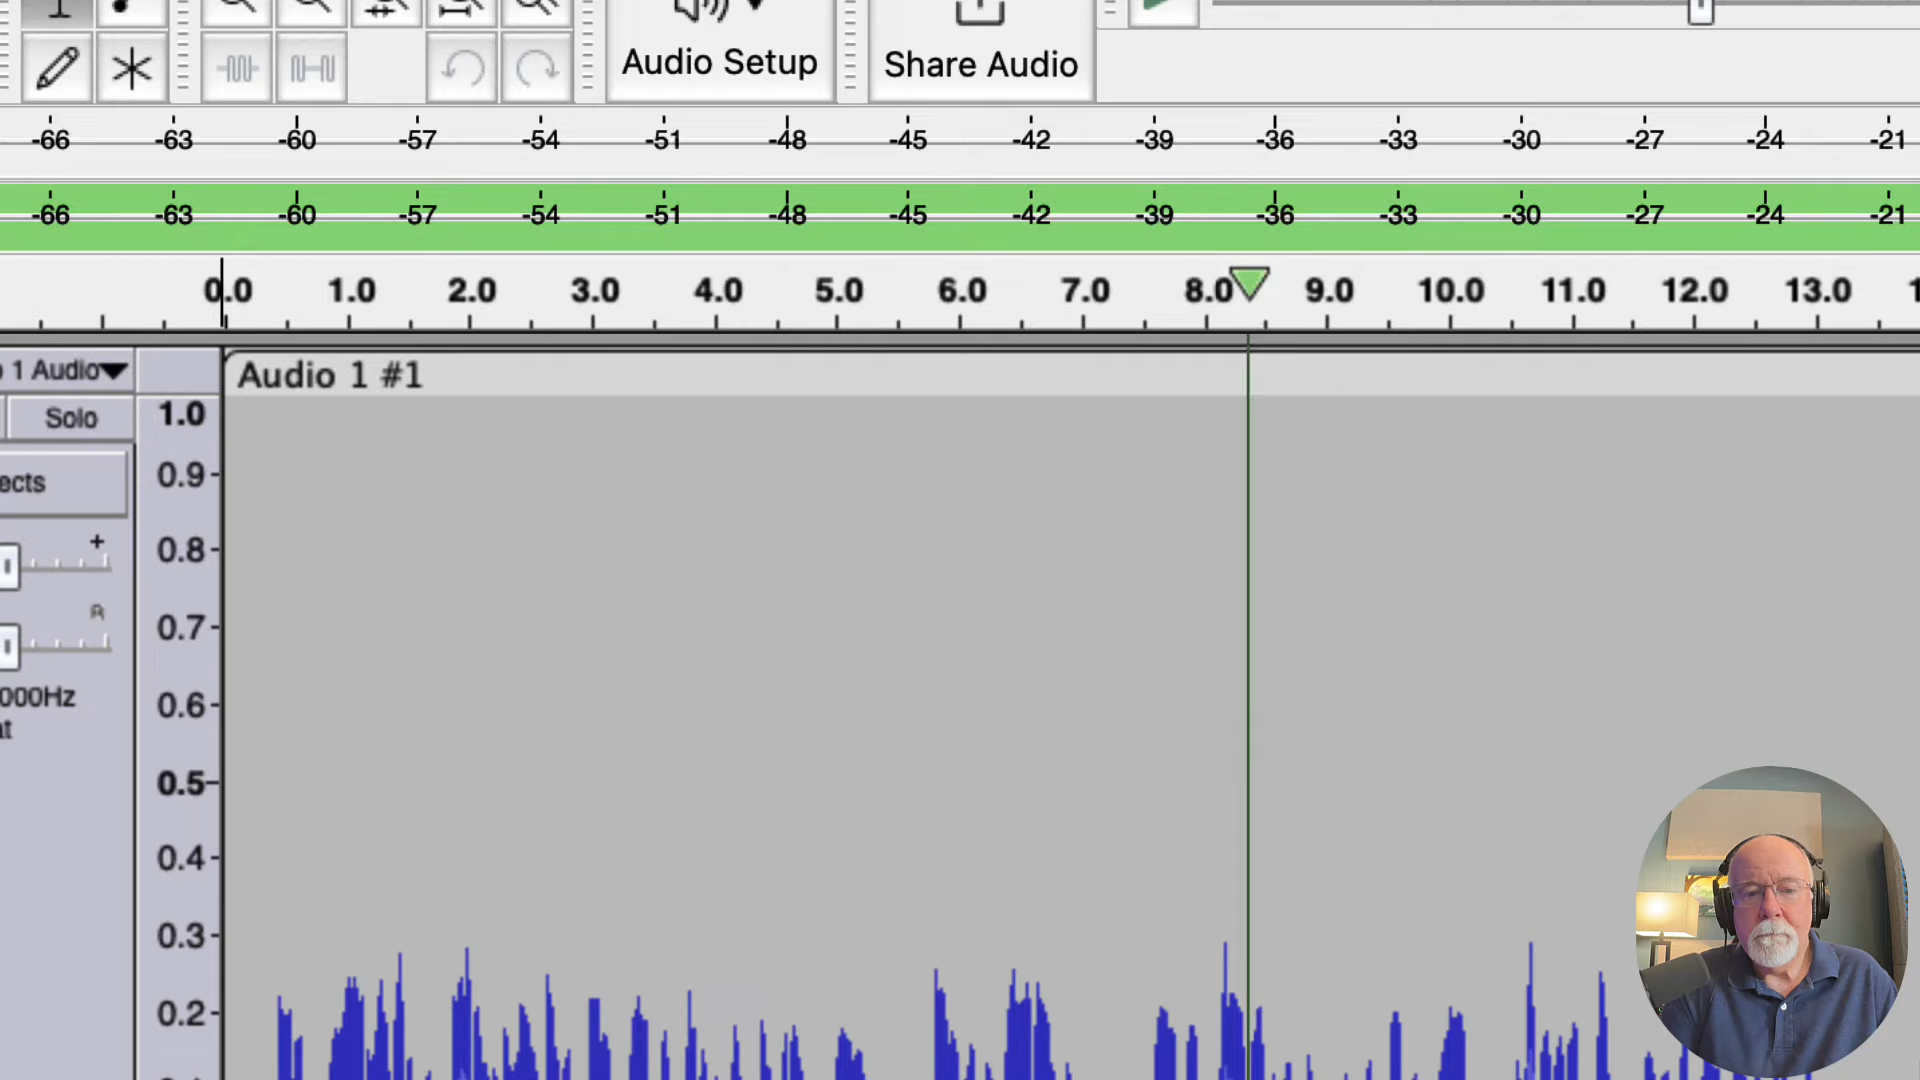 Audio Setup
Share Audio
-66 -63 -60 -57 -54 -51 -48 -45 -42 -39 -36 -33 -30 -27 -24 -21
-66 -63 -60 -57 -54 -51 -48 -45 -42 -39 -36 -33 -30 -27 -24 -21
0.0 1.0 2.0 3.0 4.0 5.0 6.0 7.0 8.0 9.0 10.0 11.0 12.0 13.0
1 Audio
Audio 1 #1
Solo
ects
+
R
000Hz
1.0
0.9
0.8
0.7
0.6
0.5
0.4
0.3
0.2